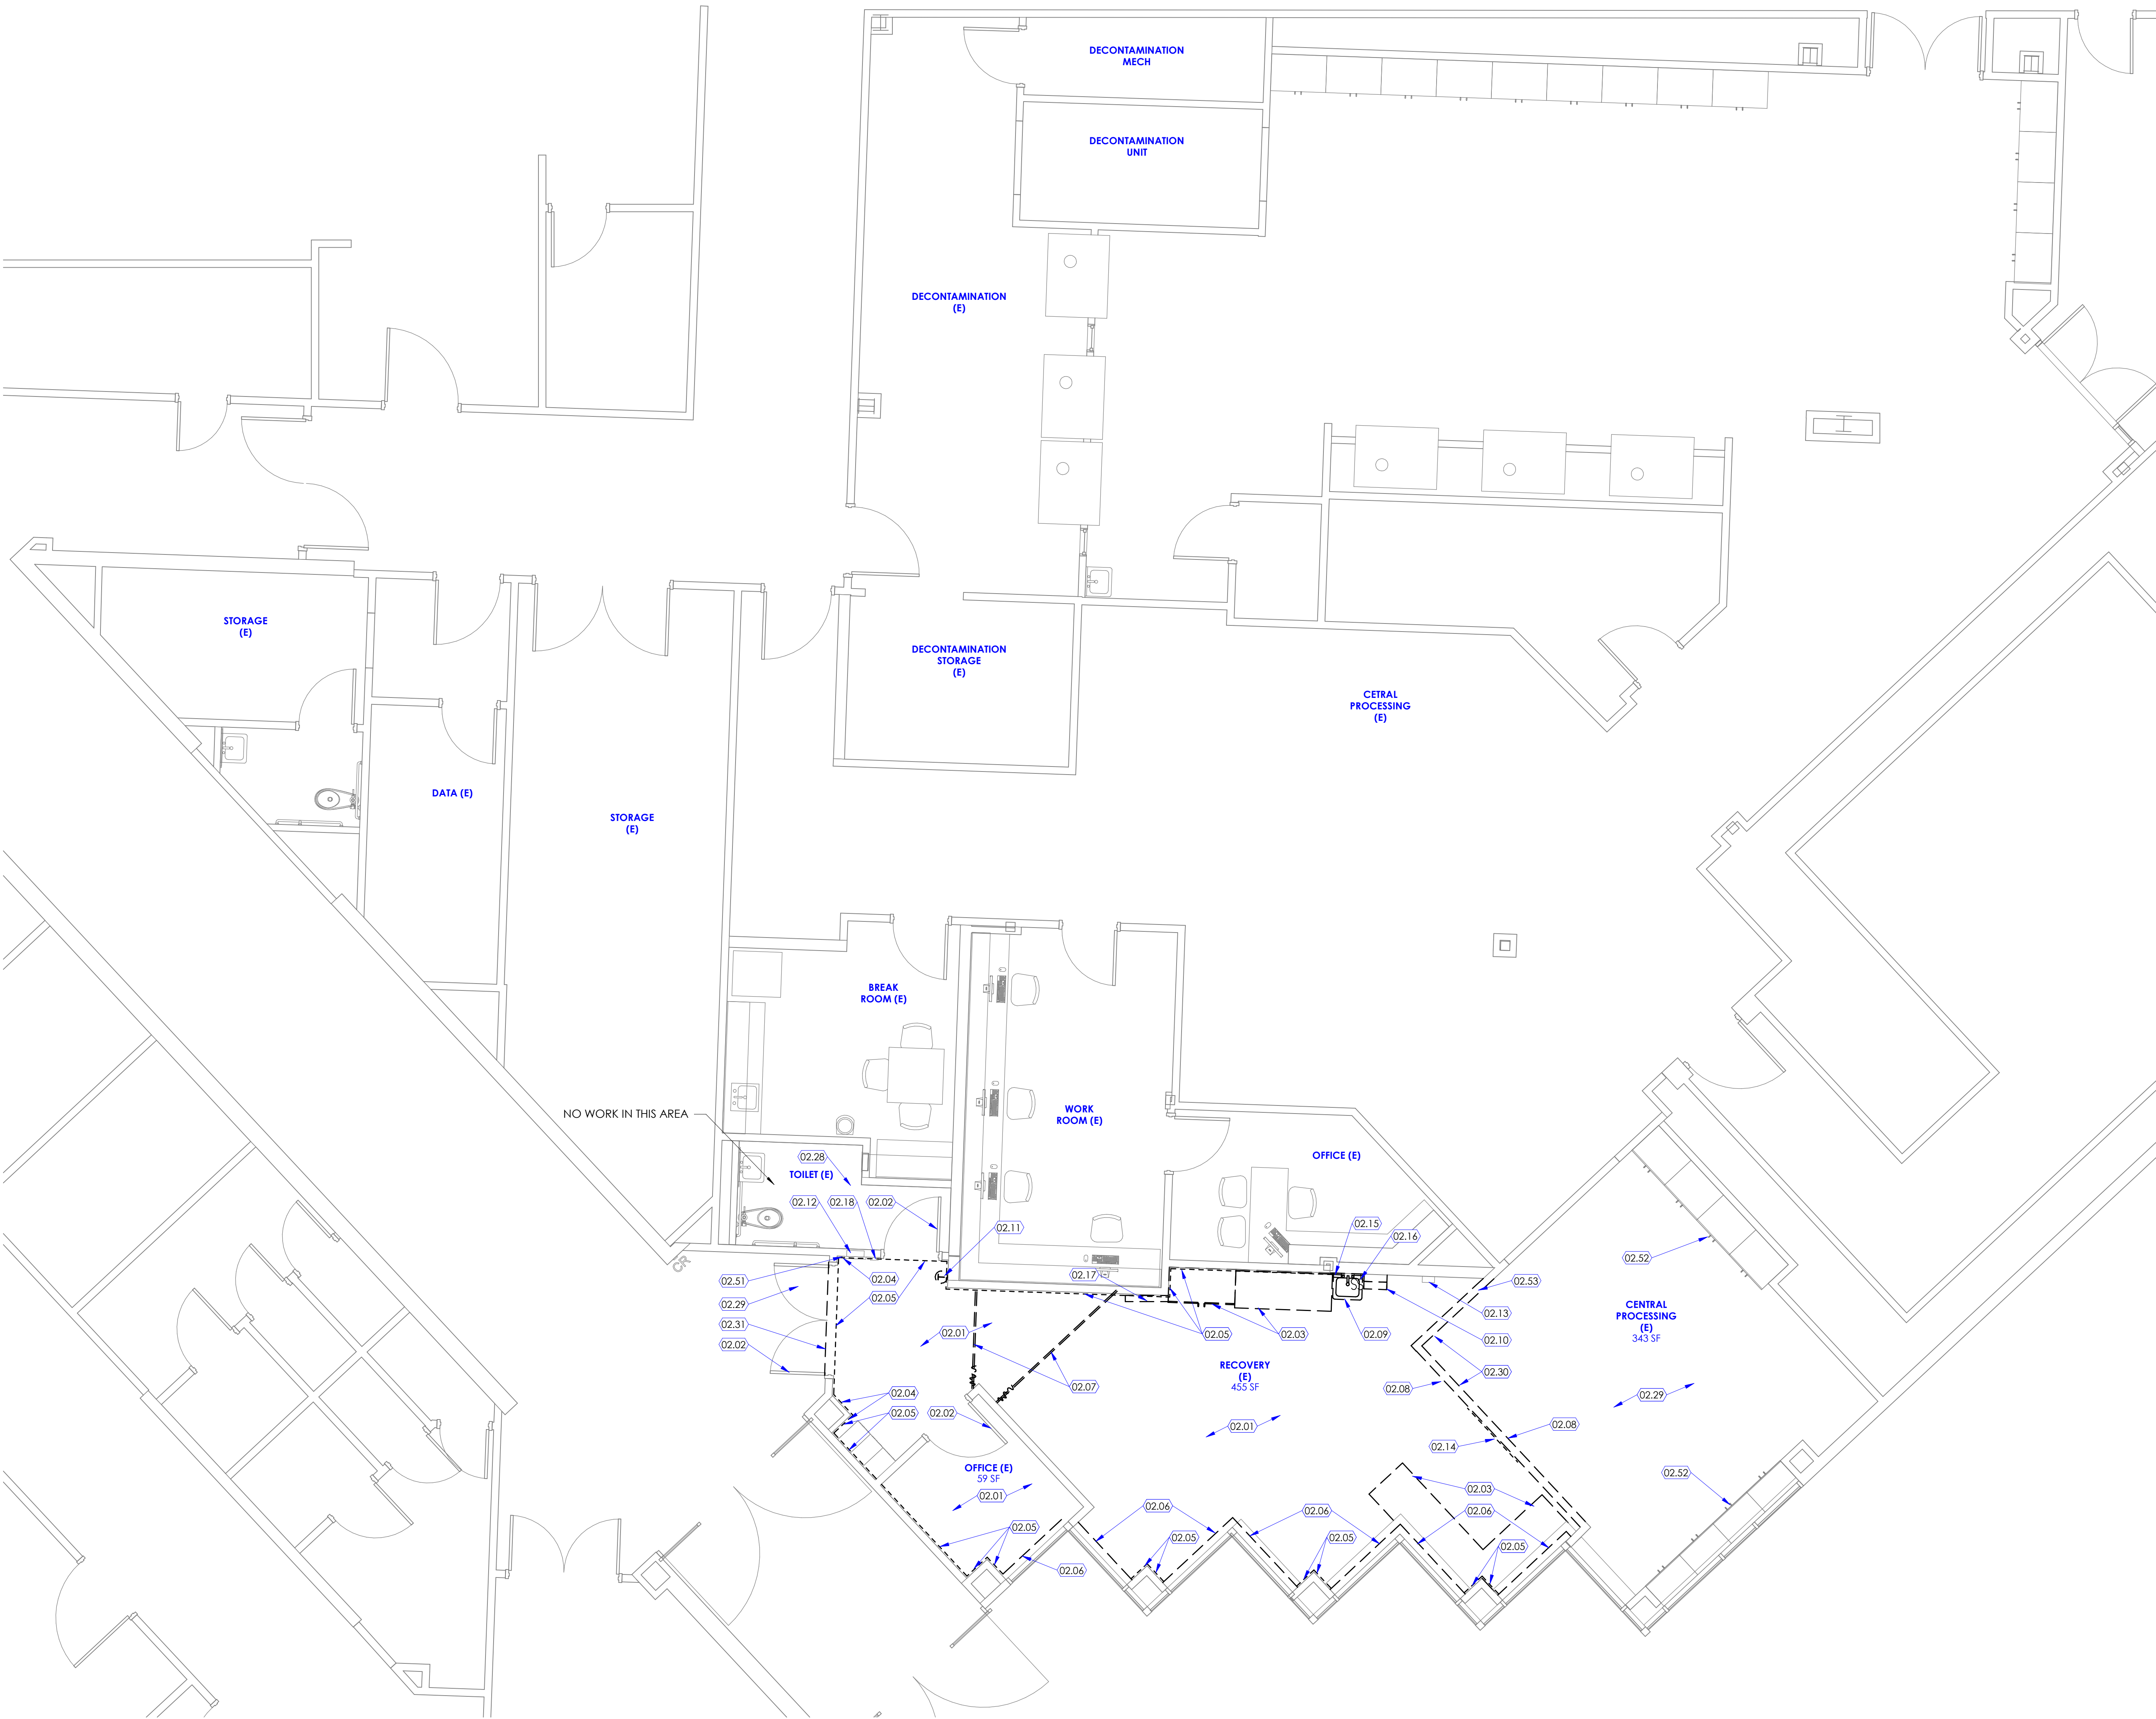 DECONTAMINATION
MECH
DECONTAMINATION
UNIT
DECONTAMINATION
(E)
STORAGE
(E)
DECONTAMINATION
STORAGE
(E)
CETRAL
PROCESSING
(E)
DATA (E)
STORAGE
(E)
BREAK
ROOM (E)
NO WORK IN THIS AREA
WORK
ROOM (E)
02.28
TOILET (E)
OFFICE (E)
02.12
02.18
02.02
02.11
02.15
02.16
02.52
CR
02.51
02.04
02.17
02.53
02.29
02.05
S
02.13
CENTRAL
PROCESSING
(E)
343 SF
02.31
02.01
02.05
02.03
02.09
02.10
02.02
02.30
RECOVERY
(E)
455 SF
02.07
02.08
02.04
02.29
02.05
02.02
02.01
02.08
02.14
OFFICE (E)
59 SF
02.52
02.01
02.03
02.06
02.06
02.06
02.05
02.05
02.05
02.05
02.06